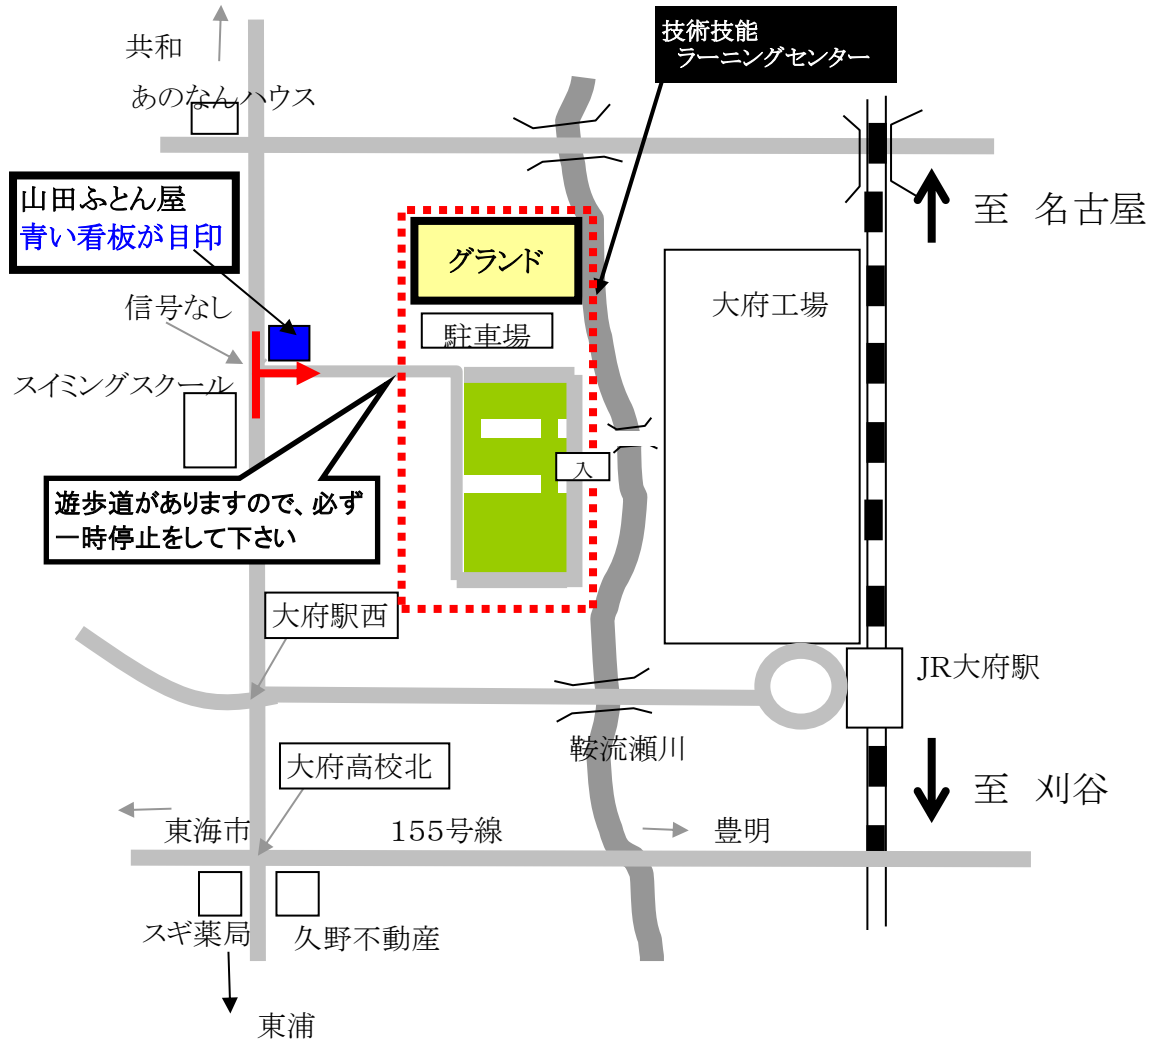 共和
技術技能
ラーニングセンター
あのなんハウス
山田ふとん屋
青い看板が目印
至 名古屋
グランド
信号なし
大府工場
駐車場
スイミングスクール
入
遊歩道がありますので、必ず
一時停止をして下さい
大府駅西
JR大府駅
鞍流瀬川
大府高校北
至 刈谷
東海市
155号線
豊明
スギ薬局
久野不動産
東浦